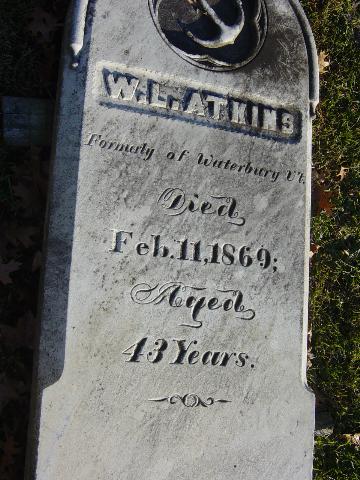 W.L. ATKINS
Formaly of Waterbury Vt.
Died
Feb. 11, 1869;
Aged
43 Years.